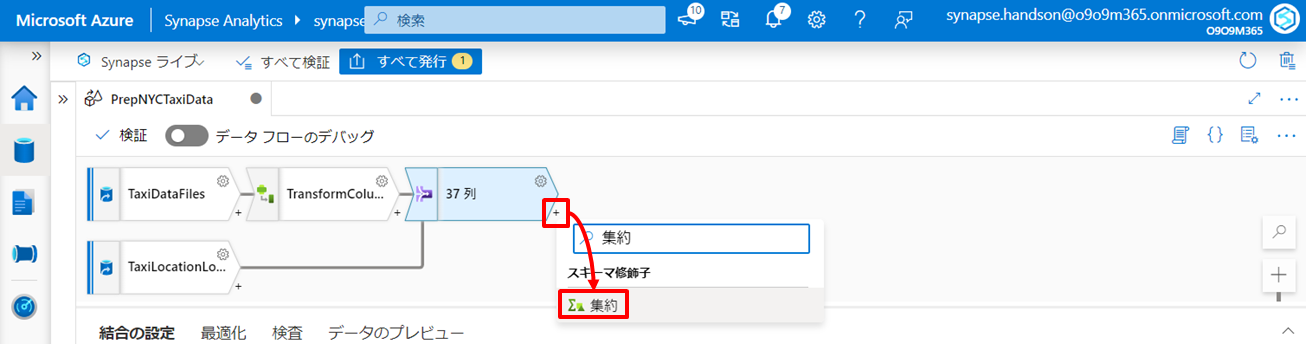 Microsoft Azure Synapse Analytics ▸ synapse 検索 10 7 synapse.handson@o9o9m365.onmicrosoft.com
O9O9M365
Synapse ライブ すべて検証 すべて発行 1
PrepNYCTaxiData
検証 データ フローのデバッグ
TaxiDataFiles TransformColu... 37 列
+ + +
集約
TaxiLocationLo... スキーマ修飾子
+
集約
結合の設定 最適化 検査 データのプレビュー